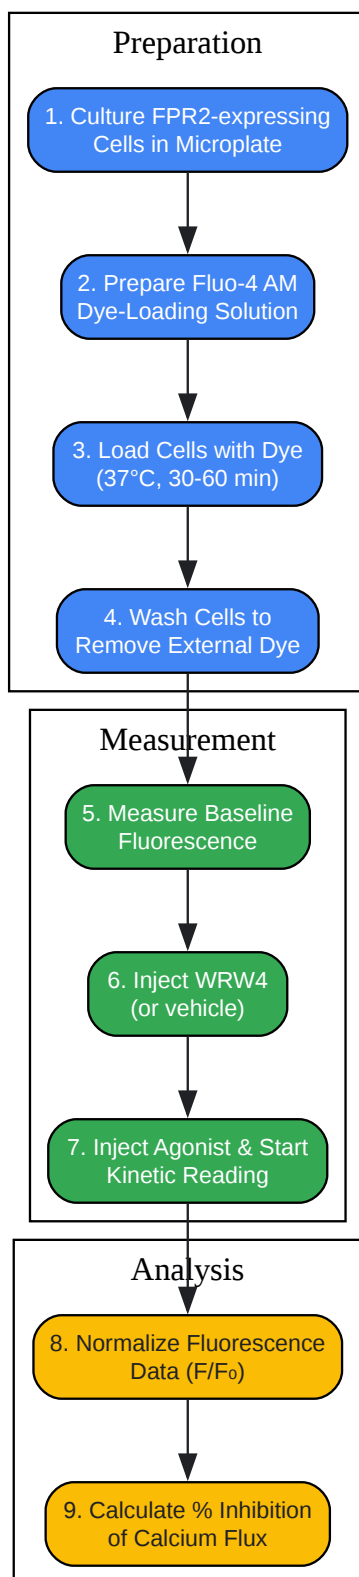 Preparation
1. Culture FPR2-expressing
Cells in Microplate
2. Prepare Fluo-4 AM
Dye-Loading Solution
3. Load Cells with Dye
(37°C, 30-60 min)
4. Wash Cells to
Remove External Dye
Measurement
5. Measure Baseline
Fluorescence
6. Inject WRW4
(or vehicle)
7. Inject Agonist & Start
Kinetic Reading
Analysis
8. Normalize Fluorescence
Data (F/F₀)
9. Calculate % Inhibition
of Calcium Flux